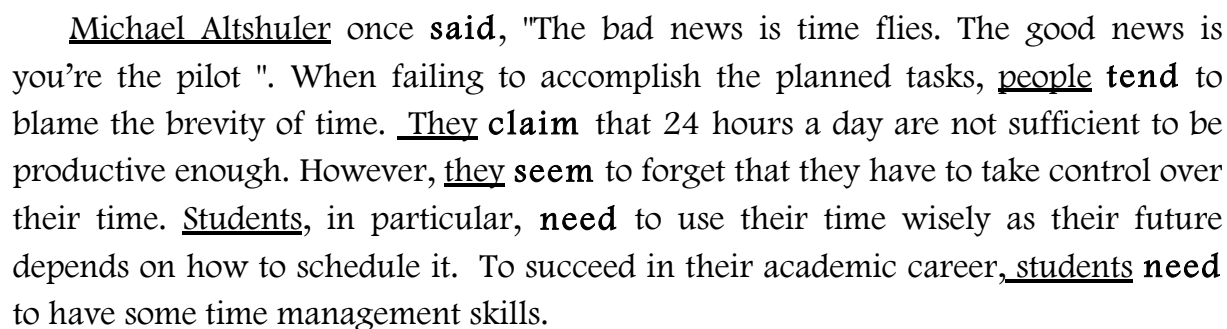 Michael Altshuler once said, "The bad news is time flies. The good news is
you’re the pilot ". When failing to accomplish the planned tasks, people tend to
blame the brevity of time. They claim that 24 hours a day are not sufficient to be
productive enough. However, they seem to forget that they have to take control over
their time. Students, in particular, need to use their time wisely as their future
depends on how to schedule it. To succeed in their academic career, students need
to have some time management skills.